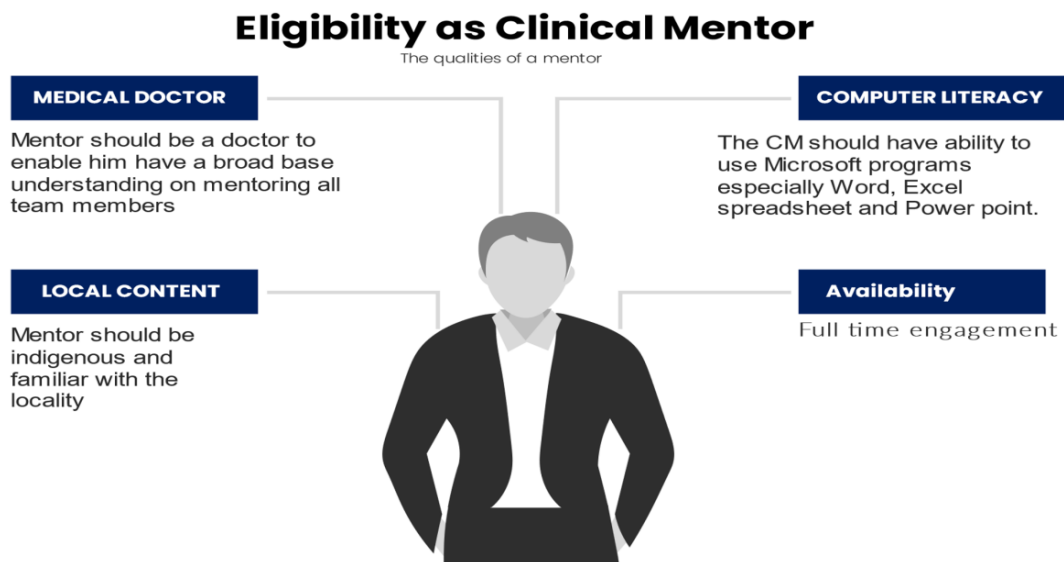 Eligibility as Clinical Mentor
The qualities of a mentor
MEDICAL DOCTOR
Mentor should be a doctor to
enable him have a broad base
understanding on mentoring all
team members
COMPUTER LITERACY
The CM should have ability to
use Microsoft programs
especially Word, Excel
spreadsheet and Power point.
LOCAL CONTENT
Mentor should be
indigenous and
familiar with the
locality
Availability
Full time engagement